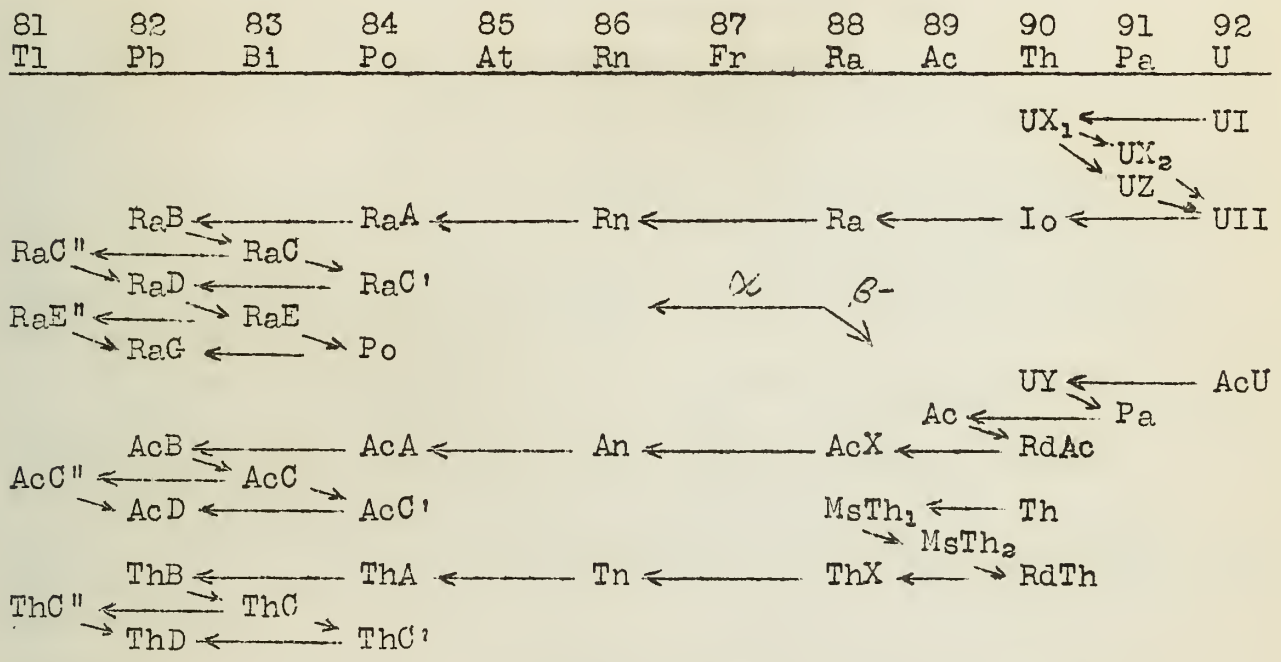 81 82 83 84 85 86 87 88 89 90 91 92
Tl Pb Bi Po At Rn Fr Ra Ac Th Pa U
UX₁ UI
UX₂
UZ
RaB RaA Rn Ra Io UII
RaC" RaC
RaD RaC'
α β-
RaE" RaE
RaG Po
UY AcU
Ac Pa
AcB AcA An AcX RdAc
AcC" AcC
AcD AcC' MsTh₁ Th
MsTh₂
ThB ThA Tn ThX RdTh
ThC" ThC
ThD ThC'